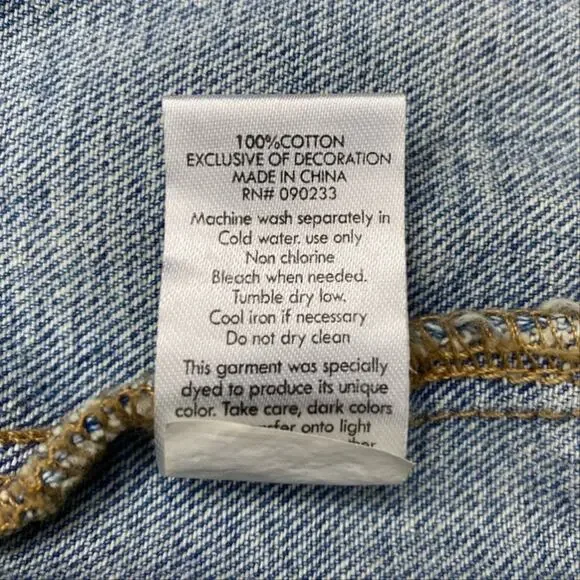 100%COTTON
EXCLUSIVE OF DECORATION
MADE IN CHINA
RN# 090233
Machine wash separately in
Cold water. use only
Non chlorine
Bleach when needed.
Tumble dry low.
Cool iron if necessary
Do not dry clean
This garment was specially
dyed to produce its unique
color. Take care, dark colors
onto light